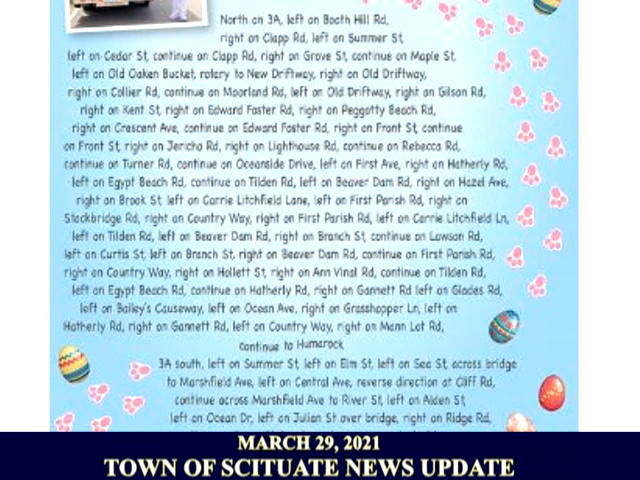 North on 3A, left on Booth Hill Rd,
right on Clapp Rd, left on Summer St,
left on Cedar St, continue on Clapp Rd, right on Grove St, continue on Maple St,
left on Old Oaken Bucket, rotary to New Driftway, right on Old Driftway,
right on Collier Rd, continue on Moorland Rd, left on Old Driftway, right on Gilson Rd,
right on Kent St, right on Edward Foster Rd, right on Peggotty Beach Rd,
right on Crescent Ave, continue on Edward Foster Rd, right on Front St, continue
on Front St, right on Jericho Rd, right on Lighthouse Rd, continue on Rebecca Rd,
continue on Turner Rd, continue on Oceanside Drive, left on First Ave, right on Hatherly Rd,
left on Egypt Beach Rd, continue on Tilden Rd, left on Beaver Dam Rd, right on Hazel Ave,
right on Brook St, left on Carrie Litchfield Lane, left on First Parish Rd, right on
Stockbridge Rd, right on Country Way, right on First Parish Rd, left on Carrie Litchfield Ln,
left on Tilden Rd, left on Beaver Dam Rd, right on Branch St, continue on Lawson Rd,
left on Curtis St, left on Branch St, right on Beaver Dam Rd, continue on First Parish Rd,
right on Country Way, right on Hollett St, right on Ann Vinal Rd, continue on Tilden Rd,
left on Egypt Beach Rd, continue on Hatherly Rd, right on Gannett Rd left on Glades Rd,
left on Bailey's Causeway, left on Ocean Ave, right on Grasshopper Ln, left on
Hatherly Rd, right on Gannett Rd, left on Country Way, right on Mann Lot Rd,
continue to Humarock
3A south, left on Summer St, left on Elm St, left on Sea St, across bridge
to Marshfield Ave, left on Central Ave, reverse direction at Cliff Rd,
continue across Marshfield Ave to River St, left on Alden St,
left on Ocean Dr, left on Julian St over bridge, right on Ridge Rd,
MARCH 29, 2021
TOWN OF SCITUATE NEWS UPDATE